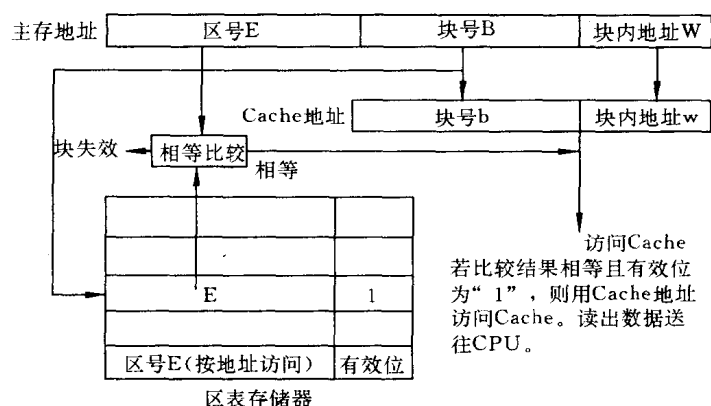 主存地址 区号E 块号B 块内地址W
Cache地址 块号b 块内地址w
块失效 相等比较 相等
访问Cache
若比较结果相等且有效位
为“1”，则用Cache地址
访问Cache。读出数据送
往CPU。
E 1
区号E(按地址访问) 有效位
区表存储器